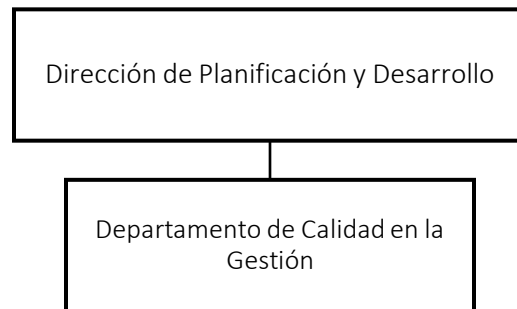 Dirección de Planificación y Desarrollo
Departamento de Calidad en la
Gestión